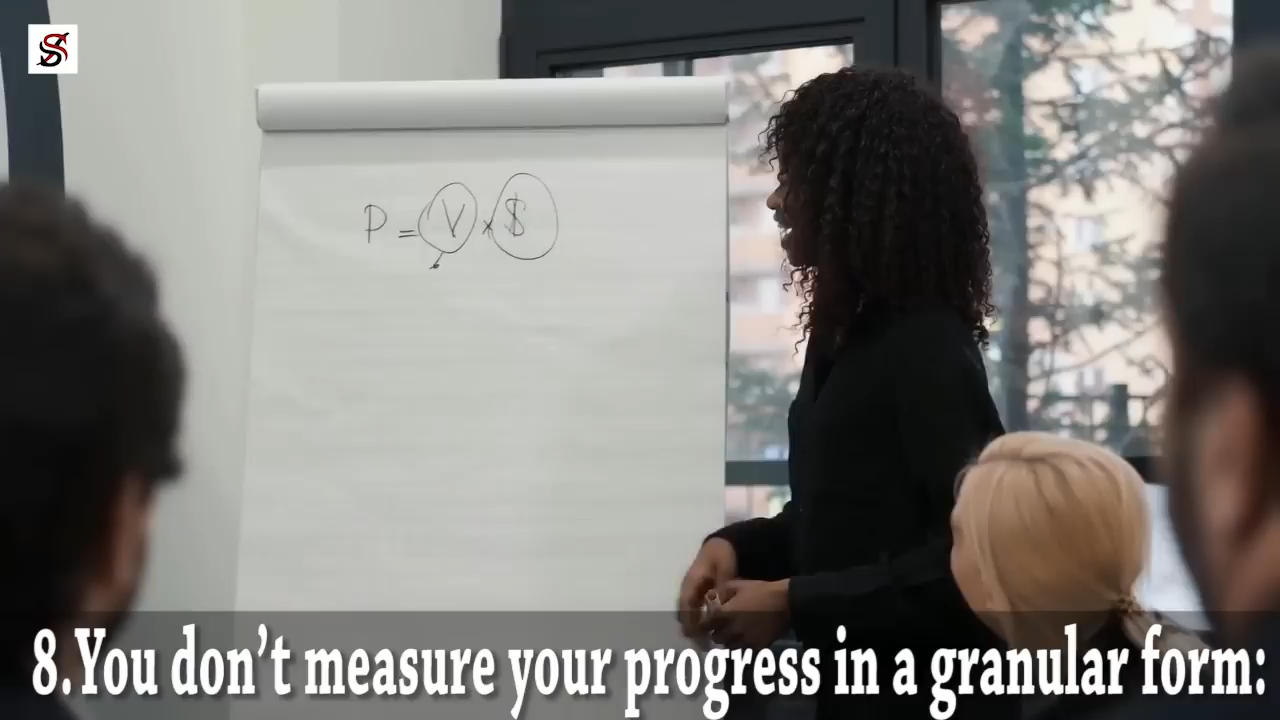 P = V × $
8.You don't measure your progress in a granular form: